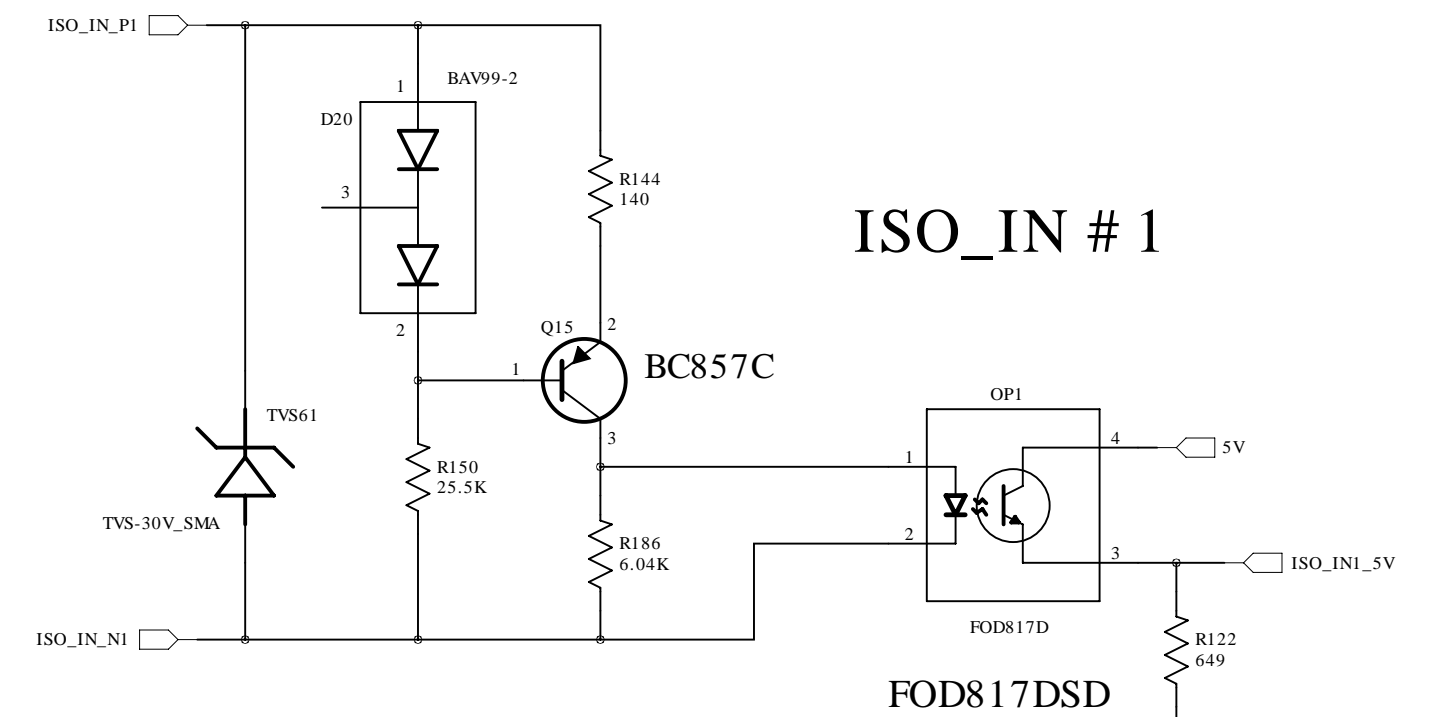 ISO_IN_P1
1
BAV99-2
D20
3
R144
140
ISO_IN # 1
2
Q15
2
1
BC857C
OP1
TVS61
3
4
5V
R150
25.5K
1
TVS-30V_SMA
2
R186
6.04K
3
ISO_IN1_5V
ISO_IN_N1
FOD817D
R122
649
FOD817DSD